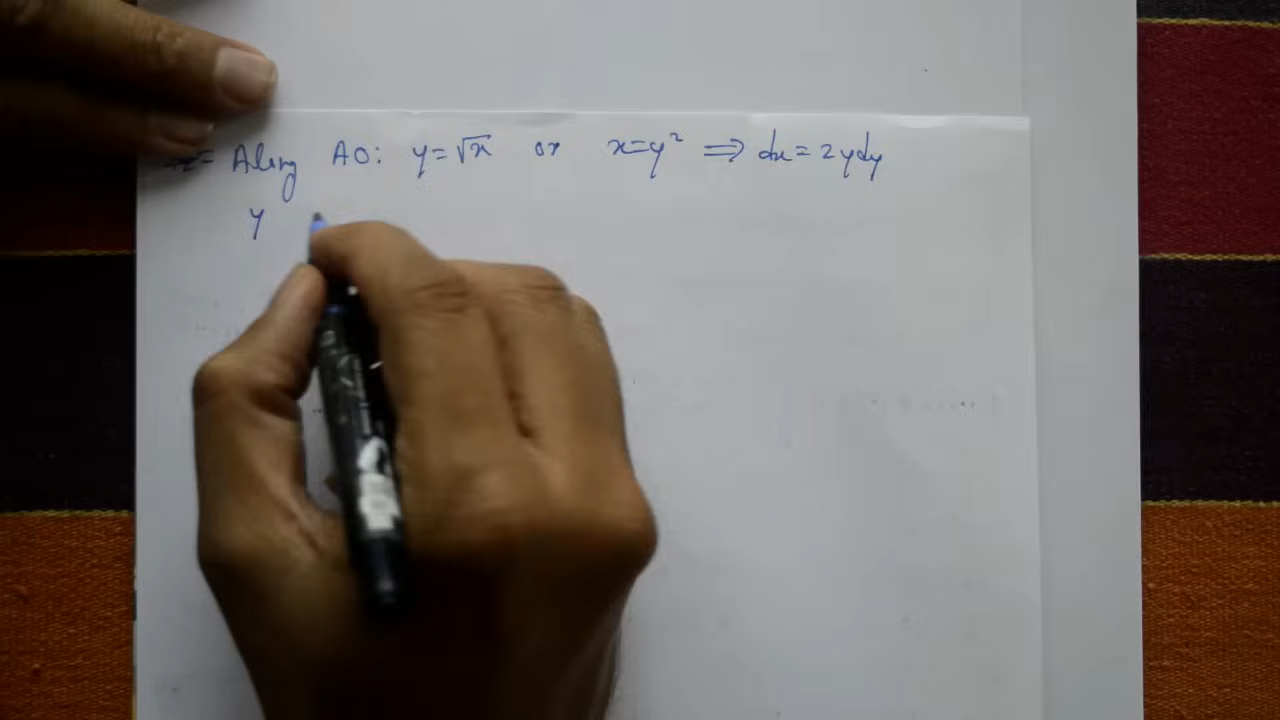 Along AO: y=√x or x=y² ⇒ dx = 2ydy
y